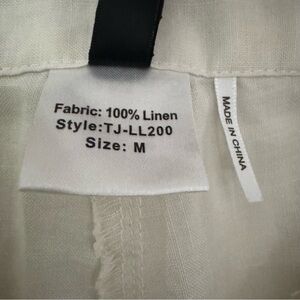 Fabric: 100% Linen
Style:TJ-LL200
Size: M
MADE IN CHINA